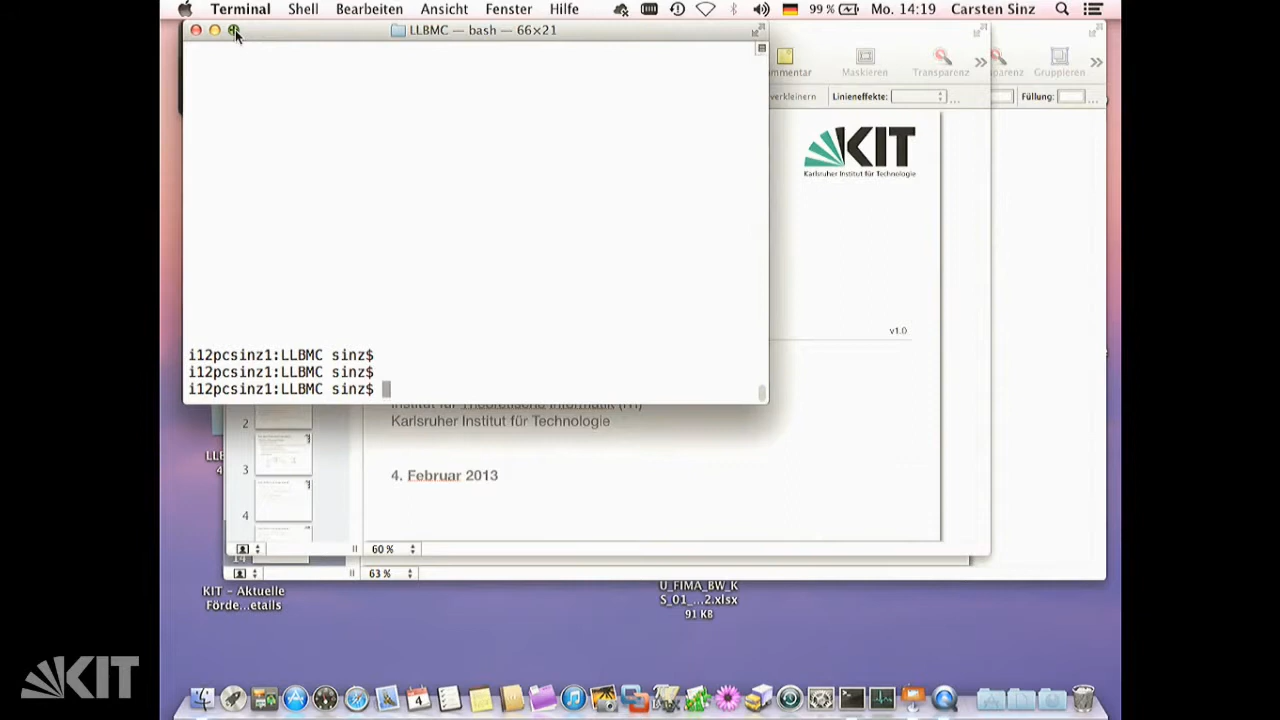 Terminal Shell Bearbeiten Ansicht Fenster Hilfe 99 % Mo. 14:19 Carsten Sinz
LLBMC — bash — 66×21
Maskieren Transparenz Gruppieren
verkleinern Linieneffekte: ... Füllung: ...
KIT
Karlsruher Institut für Technologie
v1.0
i12pcsinz1:LLBMC sinz$
i12pcsinz1:LLBMC sinz$
i12pcsinz1:LLBMC sinz$
Karlsruher Institut für Technologie
4. Februar 2013
2
3
4
60 %
63 %
KIT – Aktuelle
Förde...etails
U_FIMA_BW_K
S_01_...2.xlsx
91 KB
KIT